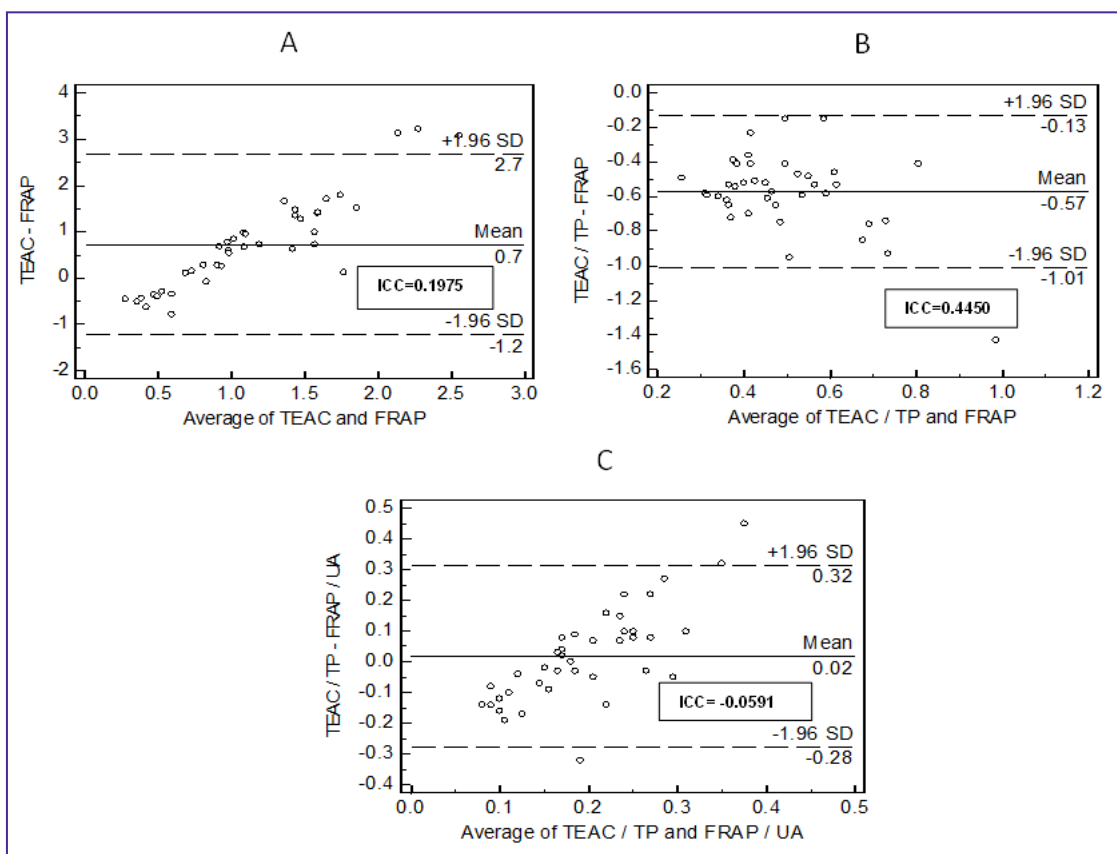 A
4
3
2
1
0
-1
-2
TEAC - FRAP
+1.96 SD
2.7
Mean
0.7
ICC=0.1975
-1.96 SD
-1.2
0.0 0.5 1.0 1.5 2.0 2.5 3.0
Average of TEAC and FRAP
B
0.0
-0.2
-0.4
-0.6
-0.8
-1.0
-1.2
-1.4
-1.6
TEAC / TP - FRAP
+1.96 SD
-0.13
Mean
-0.57
-1.96 SD
-1.01
ICC=0.4450
0.2 0.4 0.6 0.8 1.0 1.2
Average of TEAC / TP and FRAP
C
0.5
0.4
0.3
0.2
0.1
0.0
-0.1
-0.2
-0.3
-0.4
TEAC / TP - FRAP / UA
+1.96 SD
0.32
Mean
0.02
ICC= -0.0591
-1.96 SD
-0.28
0.0 0.1 0.2 0.3 0.4 0.5
Average of TEAC / TP and FRAP / UA